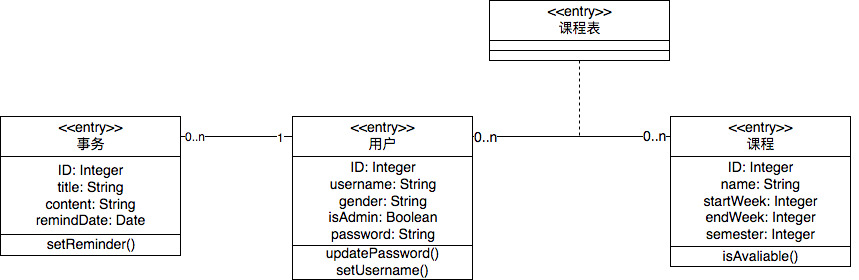 <<entry>>
课程表
<<entry>>
事务
ID: Integer
title: String
content: String
remindDate: Date
setReminder()
0..n
1
<<entry>>
用户
ID: Integer
username: String
gender: String
isAdmin: Boolean
password: String
updatePassword()
setUsername()
0..n
0..n
<<entry>>
课程
ID: Integer
name: String
startWeek: Integer
endWeek: Integer
semester: Integer
isAvaliable()